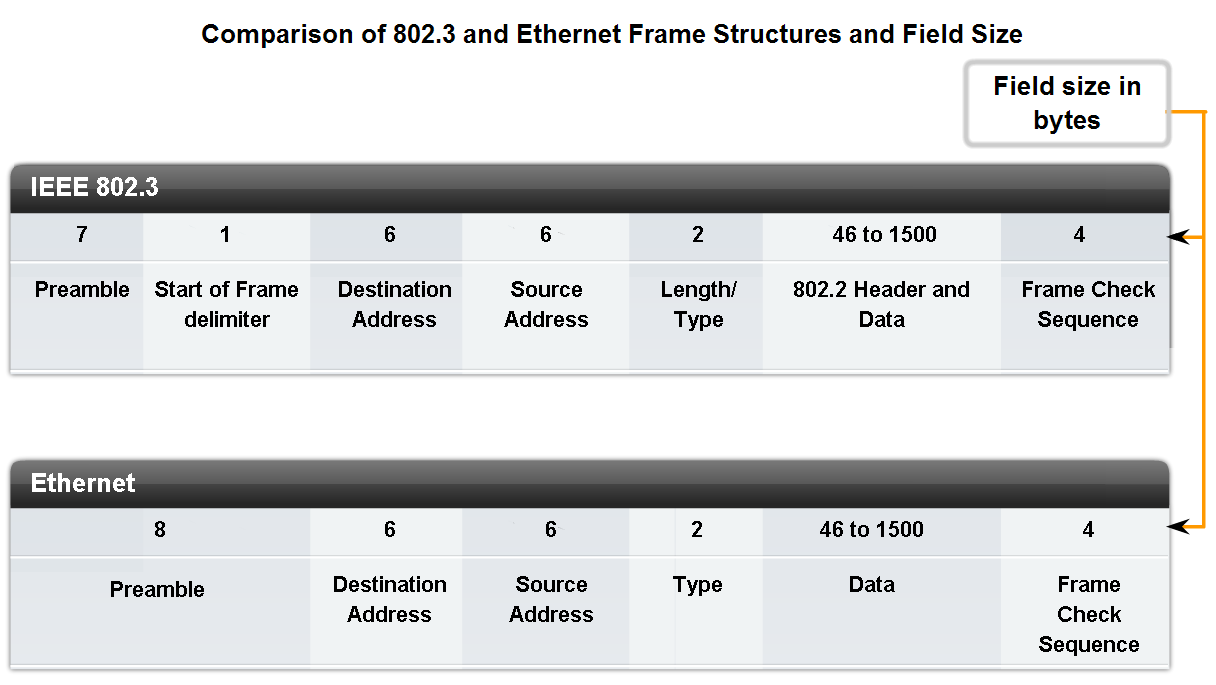 Comparison of 802.3 and Ethernet Frame Structures and Field Size
Field size in
bytes
IEEE 802.3
7 1 6 6 2 46 to 1500 4
Preamble Start of Frame Destination Source Length/ 802.2 Header and Frame Check
delimiter Address Address Type Data Sequence
Ethernet
8 6 6 2 46 to 1500 4
Preamble Destination Source Type Data Frame
Address Address Check
Sequence